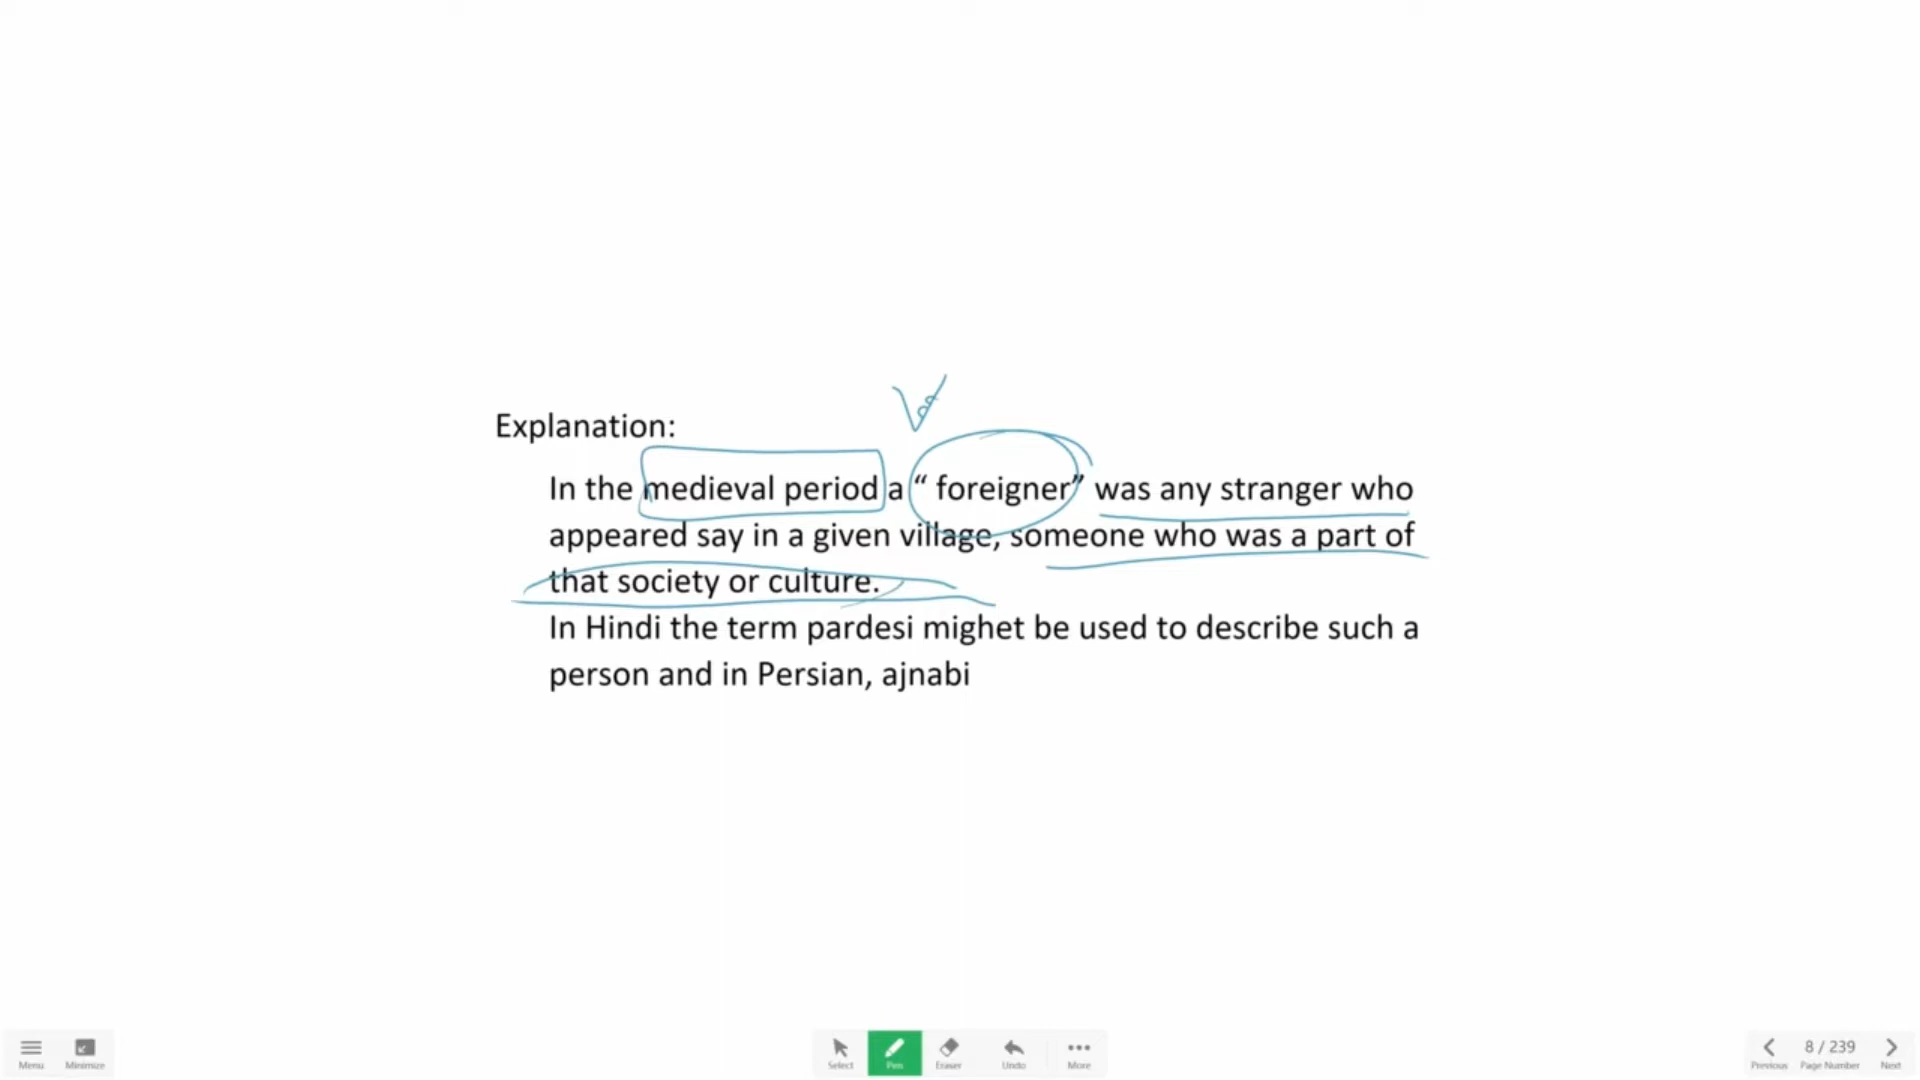 Explanation:
In the medieval period a “ foreigner” was any stranger who
appeared say in a given village, someone who was a part of
that society or culture.
In Hindi the term pardesi mighet be used to describe such a
person and in Persian, ajnabi
Menu
Minimize
Select
Pen
Eraser
Undo
More
Previous
8 / 239
Page Number
Next